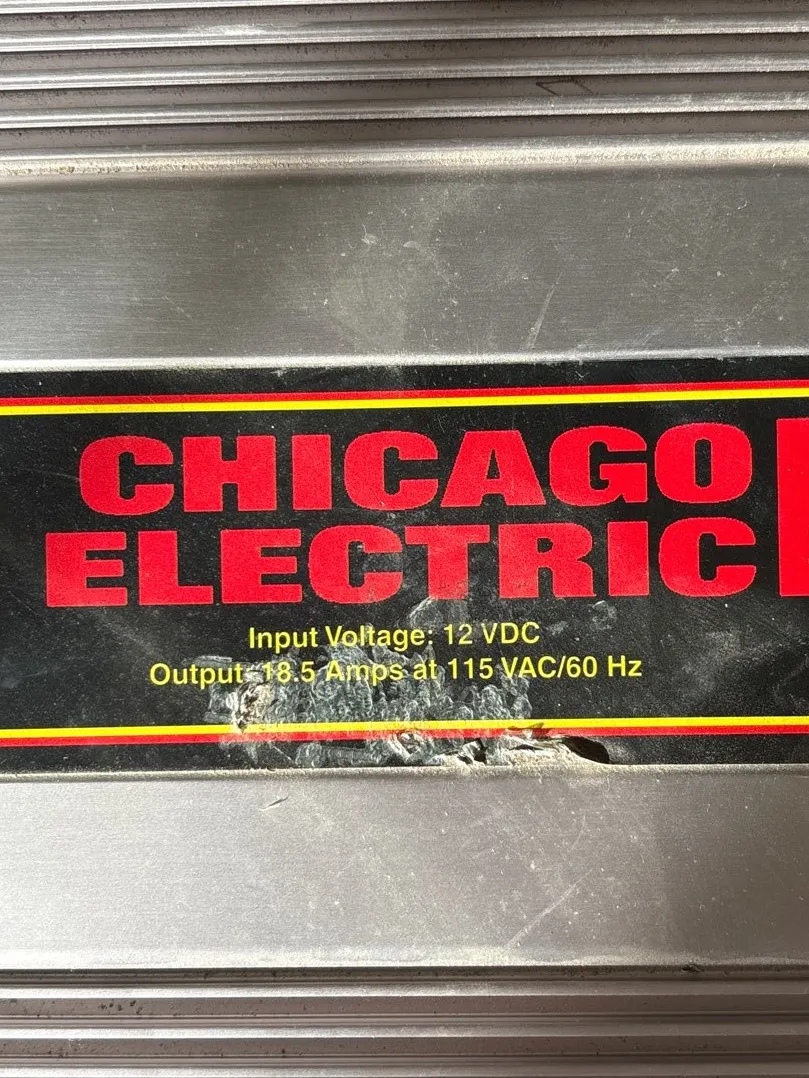 CHICAGO
ELECTRIC
Input Voltage: 12 VDC
Output: 18.5 Amps at 115 VAC/60 Hz